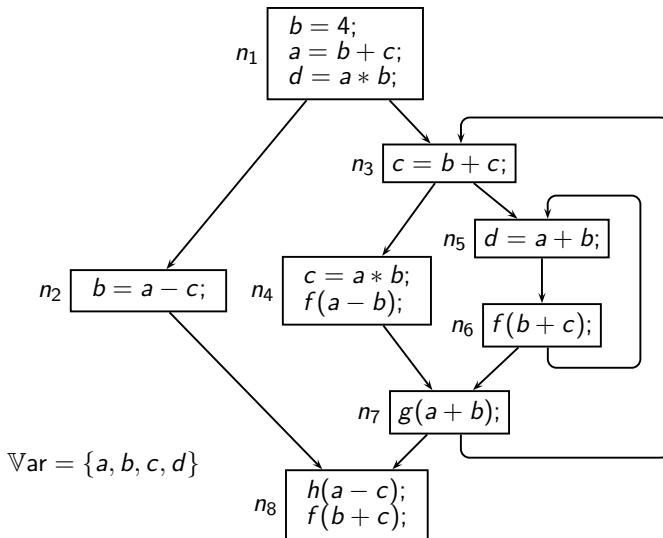 n1
b = 4;
a = b + c;
d = a ∗ b;
n3
c = b + c;
n5
d = a + b;
n2
b = a − c;
n4
c = a ∗ b;
f(a − b);
n6
f(b + c);
n7
g(a + b);
𝕍ar = {a, b, c, d}
n8
h(a − c);
f(b + c);